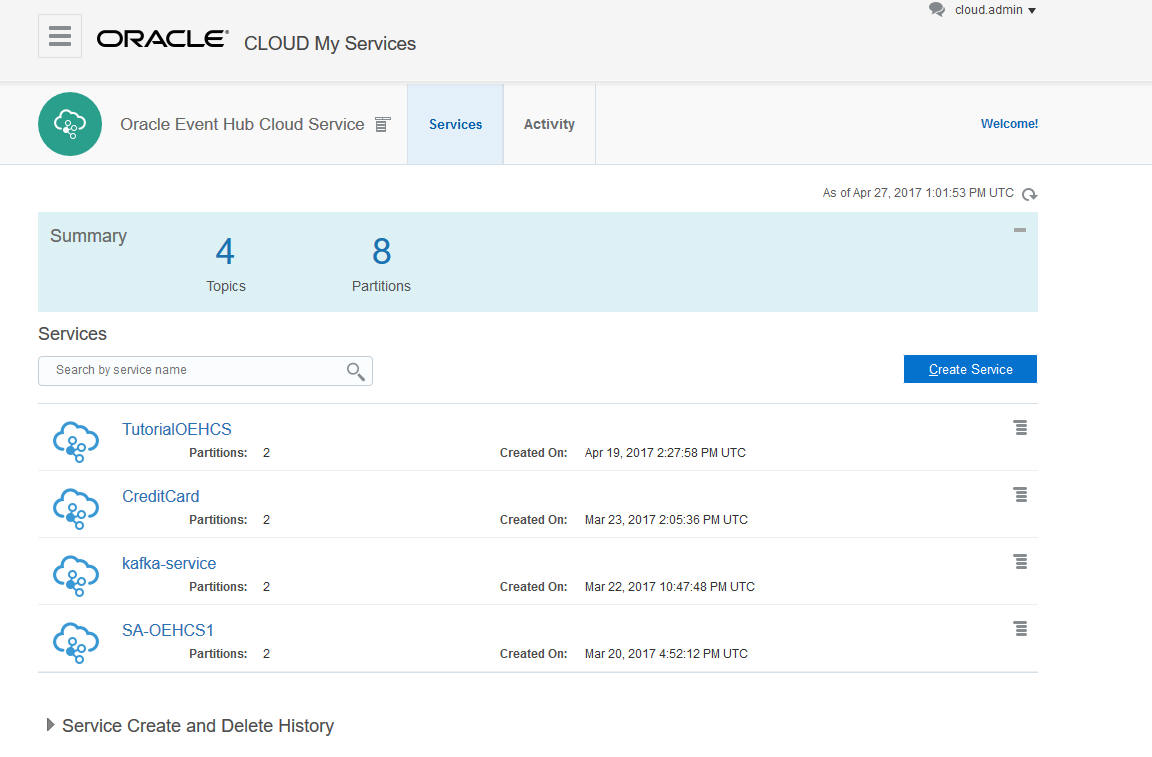 cloud.admin
ORACLE® CLOUD My Services
Oracle Event Hub Cloud Service
Services
Activity
Welcome!
As of Apr 27, 2017 1:01:53 PM UTC
Summary
4
Topics
8
Partitions
Services
Search by service name
Create Service
TutorialOEHCS
Partitions: 2 Created On: Apr 19, 2017 2:27:58 PM UTC
CreditCard
Partitions: 2 Created On: Mar 23, 2017 2:05:36 PM UTC
kafka-service
Partitions: 2 Created On: Mar 22, 2017 10:47:48 PM UTC
SA-OEHCS1
Partitions: 2 Created On: Mar 20, 2017 4:52:12 PM UTC
Service Create and Delete History